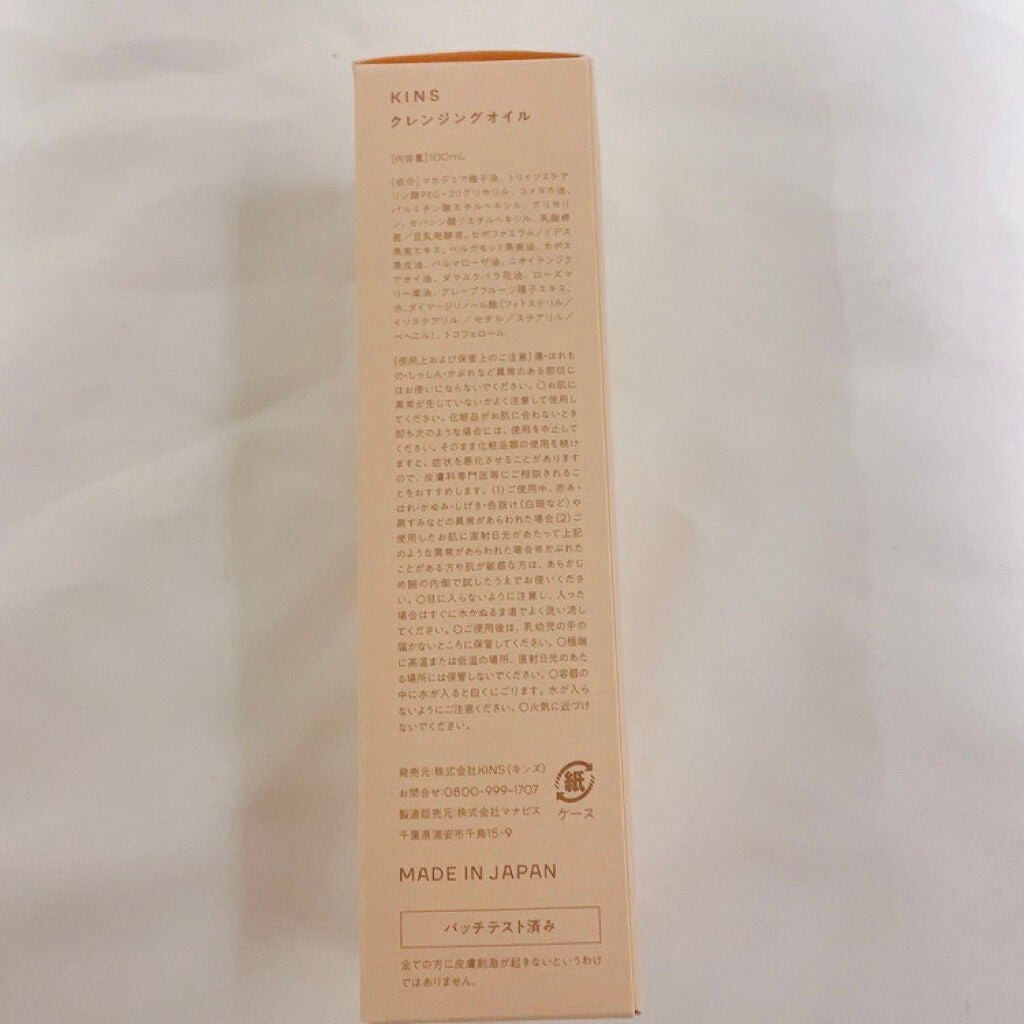 KINS
クレンジングオイル
[内容量]100mL
[成分]マカデミア種子油、トリイソステア
リン酸PEG-20グリセリル、コメヌカ油、
パルミチン酸エチルヘキシル、グリセリ
ン、セバシン酸ジエチルヘキシル、乳酸桿
菌/豆乳発酵液、ヒポファエラムノイデス
果実エキス、ベルガモット果実油、カボス
果皮油、パルマローザ油、ニオイテンジク
アオイ油、ダマスクバラ花油、ローズマ
リー葉油、グレープフルーツ種子エキス、
水、ダイマージリノール酸(フィトステリル/
イソステアリル/セチル/ステアリル/
ベヘニル)、トコフェロール
[使用上および保管上のご注意]傷・はれも
の・しっしん・かぶれなど異常のある部位に
はお使いにならないでください。〇お肌に
異常が生じていないかよく注意して使用し
てください。化粧品がお肌に合わないとき
即ち次のような場合には、使用を中止して
ください。そのまま化粧品類の使用を続け
ますと、症状を悪化させることがあります
ので、皮膚科専門医等にご相談されるこ
とをおすすめします。(1)ご使用中、赤み・
はれ・かゆみ・しげき・色抜け(白斑など)や
黒ずみなどの異常があらわれた場合(2)ご
使用したお肌に直射日光があたって上記
のような異常があらわれた場合※かぶれた
ことがある方や肌が敏感な方は、あらかじ
め腕の内側で試したうえでお使いくださ
い。〇目に入らないように注意し、入った
場合はすぐに水かぬるま湯でよく洗い流し
てください。〇ご使用後は、乳幼児の手の
届かないところに保管してください。〇極端
に高温または低温の場所、直射日光のあた
る場所には保管しないでください。〇容器の
中に水が入ると白くにごります。水が入ら
ないようにご注意ください。〇火気に近づけ
ないでください。
発売元:株式会社KINS(キンズ)
お問合せ:0800-999-1707
製造販売元:株式会社マナビス
千葉県浦安市千鳥15-9
紙
ケース
MADE IN JAPAN
パッチテスト済み
全ての方に皮膚刺激が起きないというわけ
ではありません。